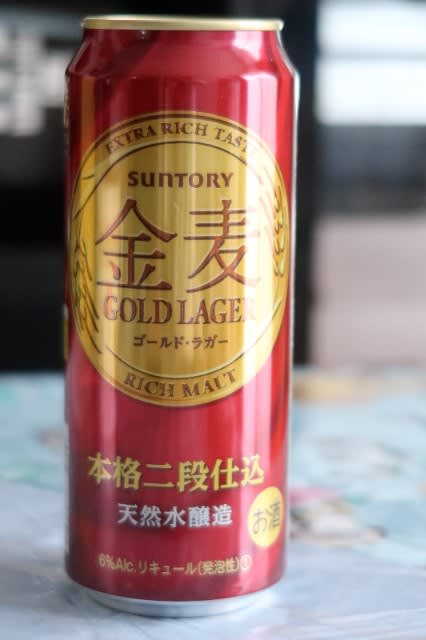 EXTRA RICH TASTE
SUNTORY
金麦
GOLD LAGER
ゴールド・ラガー
RICH MALT
本格二段仕込
天然水醸造
お酒
6%Alc. リキュール(発泡性)①